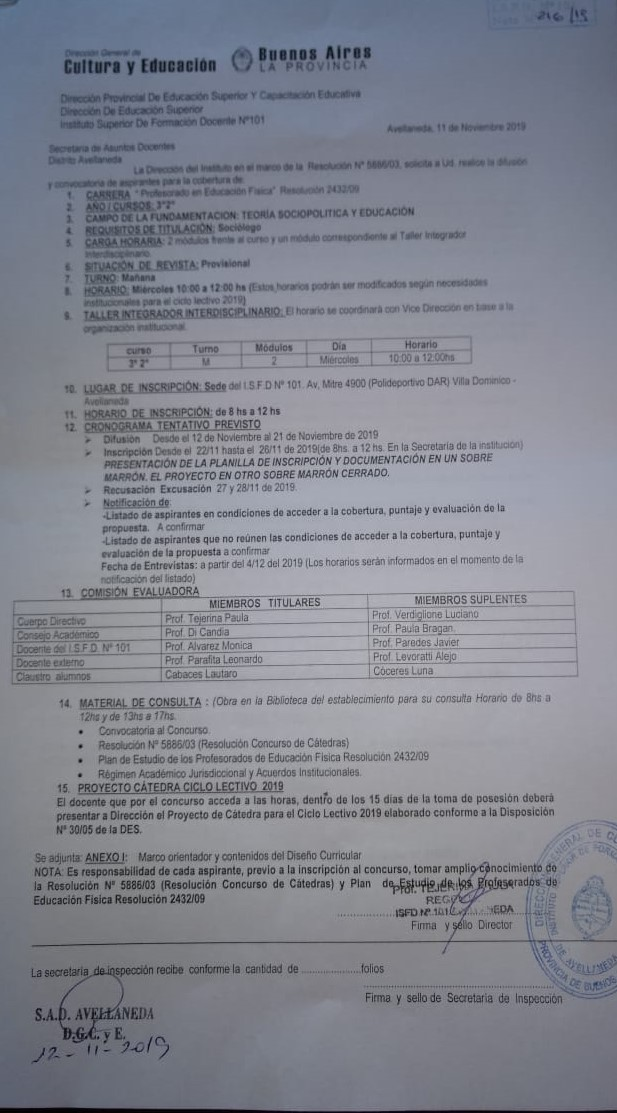 216/19
Dirección General de
Cultura y Educación
Buenos Aires
LA PROVINCIA
Dirección Provincial De Educación Superior Y Capacitación Educativa
Dirección De Educación Superior
Instituto Superior De Formación Docente Nº101
Avellaneda, 11 de Noviembre 2019
Secretaria de Asuntos Docentes
Distrito Avellaneda
La Dirección del Instituto en el marco de la Resolución N° 5886/03, solicita a Ud. realice la difusión
y convocatoria de aspirantes para la cobertura de:
1. CARRERA "Profesorado en Educación Física" Resolución 2432/09
2. AÑO / CURSOS: 3°2°
3. CAMPO DE LA FUNDAMENTACION: TEORÍA SOCIOPOLITICA Y EDUCACIÓN
4. REQUISITOS DE TITULACIÓN: Sociólogo
5. CARGA HORARIA: 2 módulos frente al curso y un módulo correspondiente al Taller Integrador
Interdisciplinario.
6. SITUACIÓN DE REVISTA: Provisional
7. TURNO: Mañana
8. HORARIO: Miércoles 10:00 a 12:00 hs (Estos horarios podrán ser modificados según necesidades
institucionales para el ciclo lectivo 2019)
9. TALLER INTEGRADOR INTERDISCIPLINARIO: El horario se coordinará con Vice Dirección en base a la
organización institucional.
curso Turno Módulos Día Horario
3° 2° M 2 Miércoles 10:00 a 12:00hs
10. LUGAR DE INSCRIPCIÓN: Sede del I.S.F.D Nº 101. Av, Mitre 4900 (Polideportivo DAR) Villa Dominico -
Avellaneda
11. HORARIO DE INSCRIPCIÓN: de 8 hs a 12 hs
12. CRONOGRAMA TENTATIVO PREVISTO
➢ Difusión Desde el 12 de Noviembre al 21 de Noviembre de 2019
➢ Inscripción Desde el 22/11 hasta el 26/11 de 2019(de 8hs. a 12 hs. En la Secretaria de la institución)
PRESENTACIÓN DE LA PLANILLA DE INSCRIPCIÓN Y DOCUMENTACIÓN EN UN SOBRE
MARRÓN. EL PROYECTO EN OTRO SOBRE MARRÓN CERRADO.
➢ Recusación Excusación 27 y 28/11 de 2019.
➢ Notificación de:
-Listado de aspirantes en condiciones de acceder a la cobertura, puntaje y evaluación de la
propuesta. A confirmar
-Listado de aspirantes que no reúnen las condiciones de acceder a la cobertura, puntaje y
evaluación de la propuesta a confirmar
Fecha de Entrevistas: a partir del 4/12 del 2019 (Los horarios serán informados en el momento de la
notificación del listado)
13. COMISIÓN EVALUADORA
MIEMBROS TITULARES MIEMBROS SUPLENTES
Cuerpo Directivo Prof. Tejerina Paula Prof. Verdiglione Luciano
Consejo Académico Prof. Di Candia Prof. Paula Bragan.
Docente del I.S.F.D. Nº 101 Prof. Alvarez Monica Prof. Paredes Javier
Docente externo Prof. Parafita Leonardo Prof. Levoratti Alejo
Claustro alumnos Cabaces Lautaro Cóceres Luna
14. MATERIAL DE CONSULTA : (Obra en la Biblioteca del establecimiento para su consulta Horario de 8hs a
12hs y de 13hs a 17hs.
• Convocatoria al Concurso.
• Resolución Nº 5886/03 (Resolución Concurso de Cátedras)
• Plan de Estudio de los Profesorados de Educación Física Resolución 2432/09
• Régimen Académico Jurisdiccional y Acuerdos Institucionales.
15. PROYECTO CÁTEDRA CICLO LECTIVO 2019
El docente que por el concurso acceda a las horas, dentro de los 15 días de la toma de posesión deberá
presentar a Dirección el Proyecto de Cátedra para el Ciclo Lectivo 2019 elaborado conforme a la Disposición
Nº 30/05 de la DES.
Se adjunta: ANEXO I: Marco orientador y contenidos del Diseño Curricular
NOTA: Es responsabilidad de cada aspirante, previo a la inscripción al concurso, tomar amplio conocimiento de
la Resolución Nº 5886/03 (Resolución Concurso de Cátedras) y Plan de Estudio de los Profesorados de
Educación Física Resolución 2432/09
Firma y sello Director
La secretaria de inspección recibe conforme la cantidad de .....................folios
Firma y sello de Secretaria de Inspección
S.A.D. AVELLANEDA
D.G.C. y E.
12-11-2019